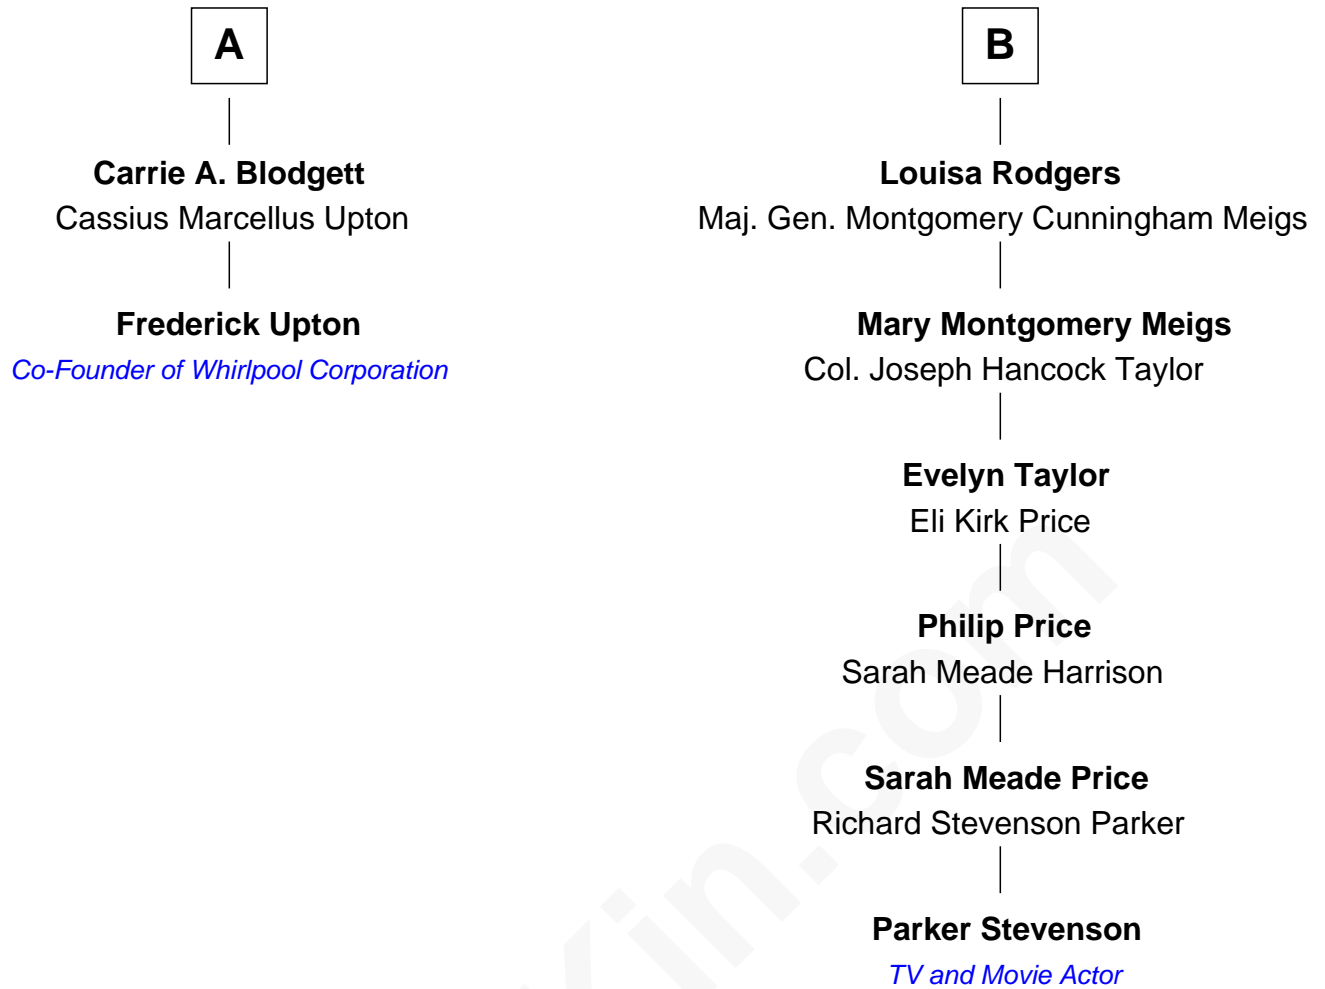 A
Carrie A. Blodgett
Cassius Marcellus Upton
Frederick Upton
Co-Founder of Whirlpool Corporation
B
Louisa Rodgers
Maj. Gen. Montgomery Cunningham Meigs
Mary Montgomery Meigs
Col. Joseph Hancock Taylor
Evelyn Taylor
Eli Kirk Price
Philip Price
Sarah Meade Harrison
Sarah Meade Price
Richard Stevenson Parker
Parker Stevenson
TV and Movie Actor